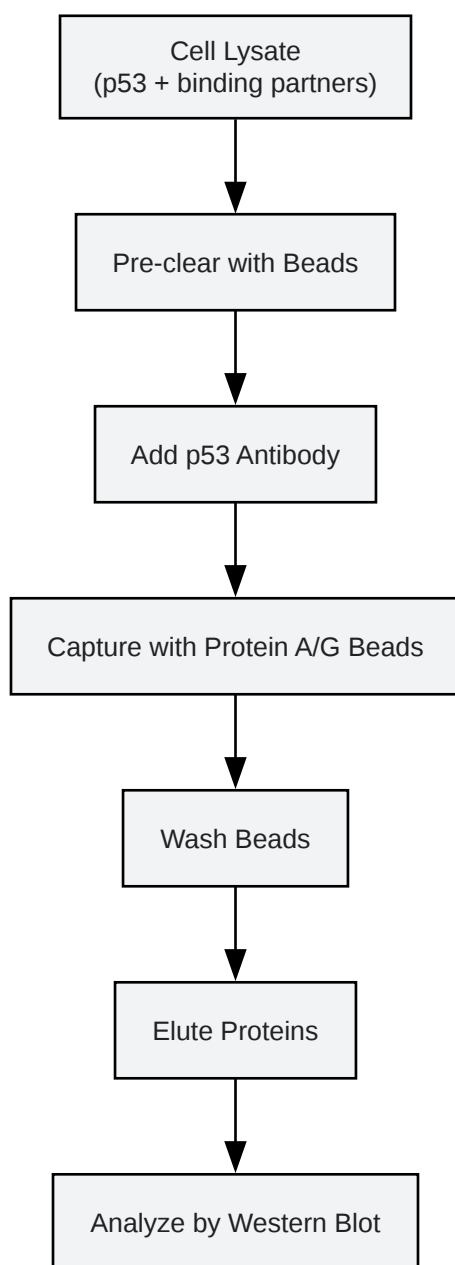 Cell Lysate
(p53 + binding partners)
Pre-clear with Beads
Add p53 Antibody
Capture with Protein A/G Beads
Wash Beads
Elute Proteins
Analyze by Western Blot